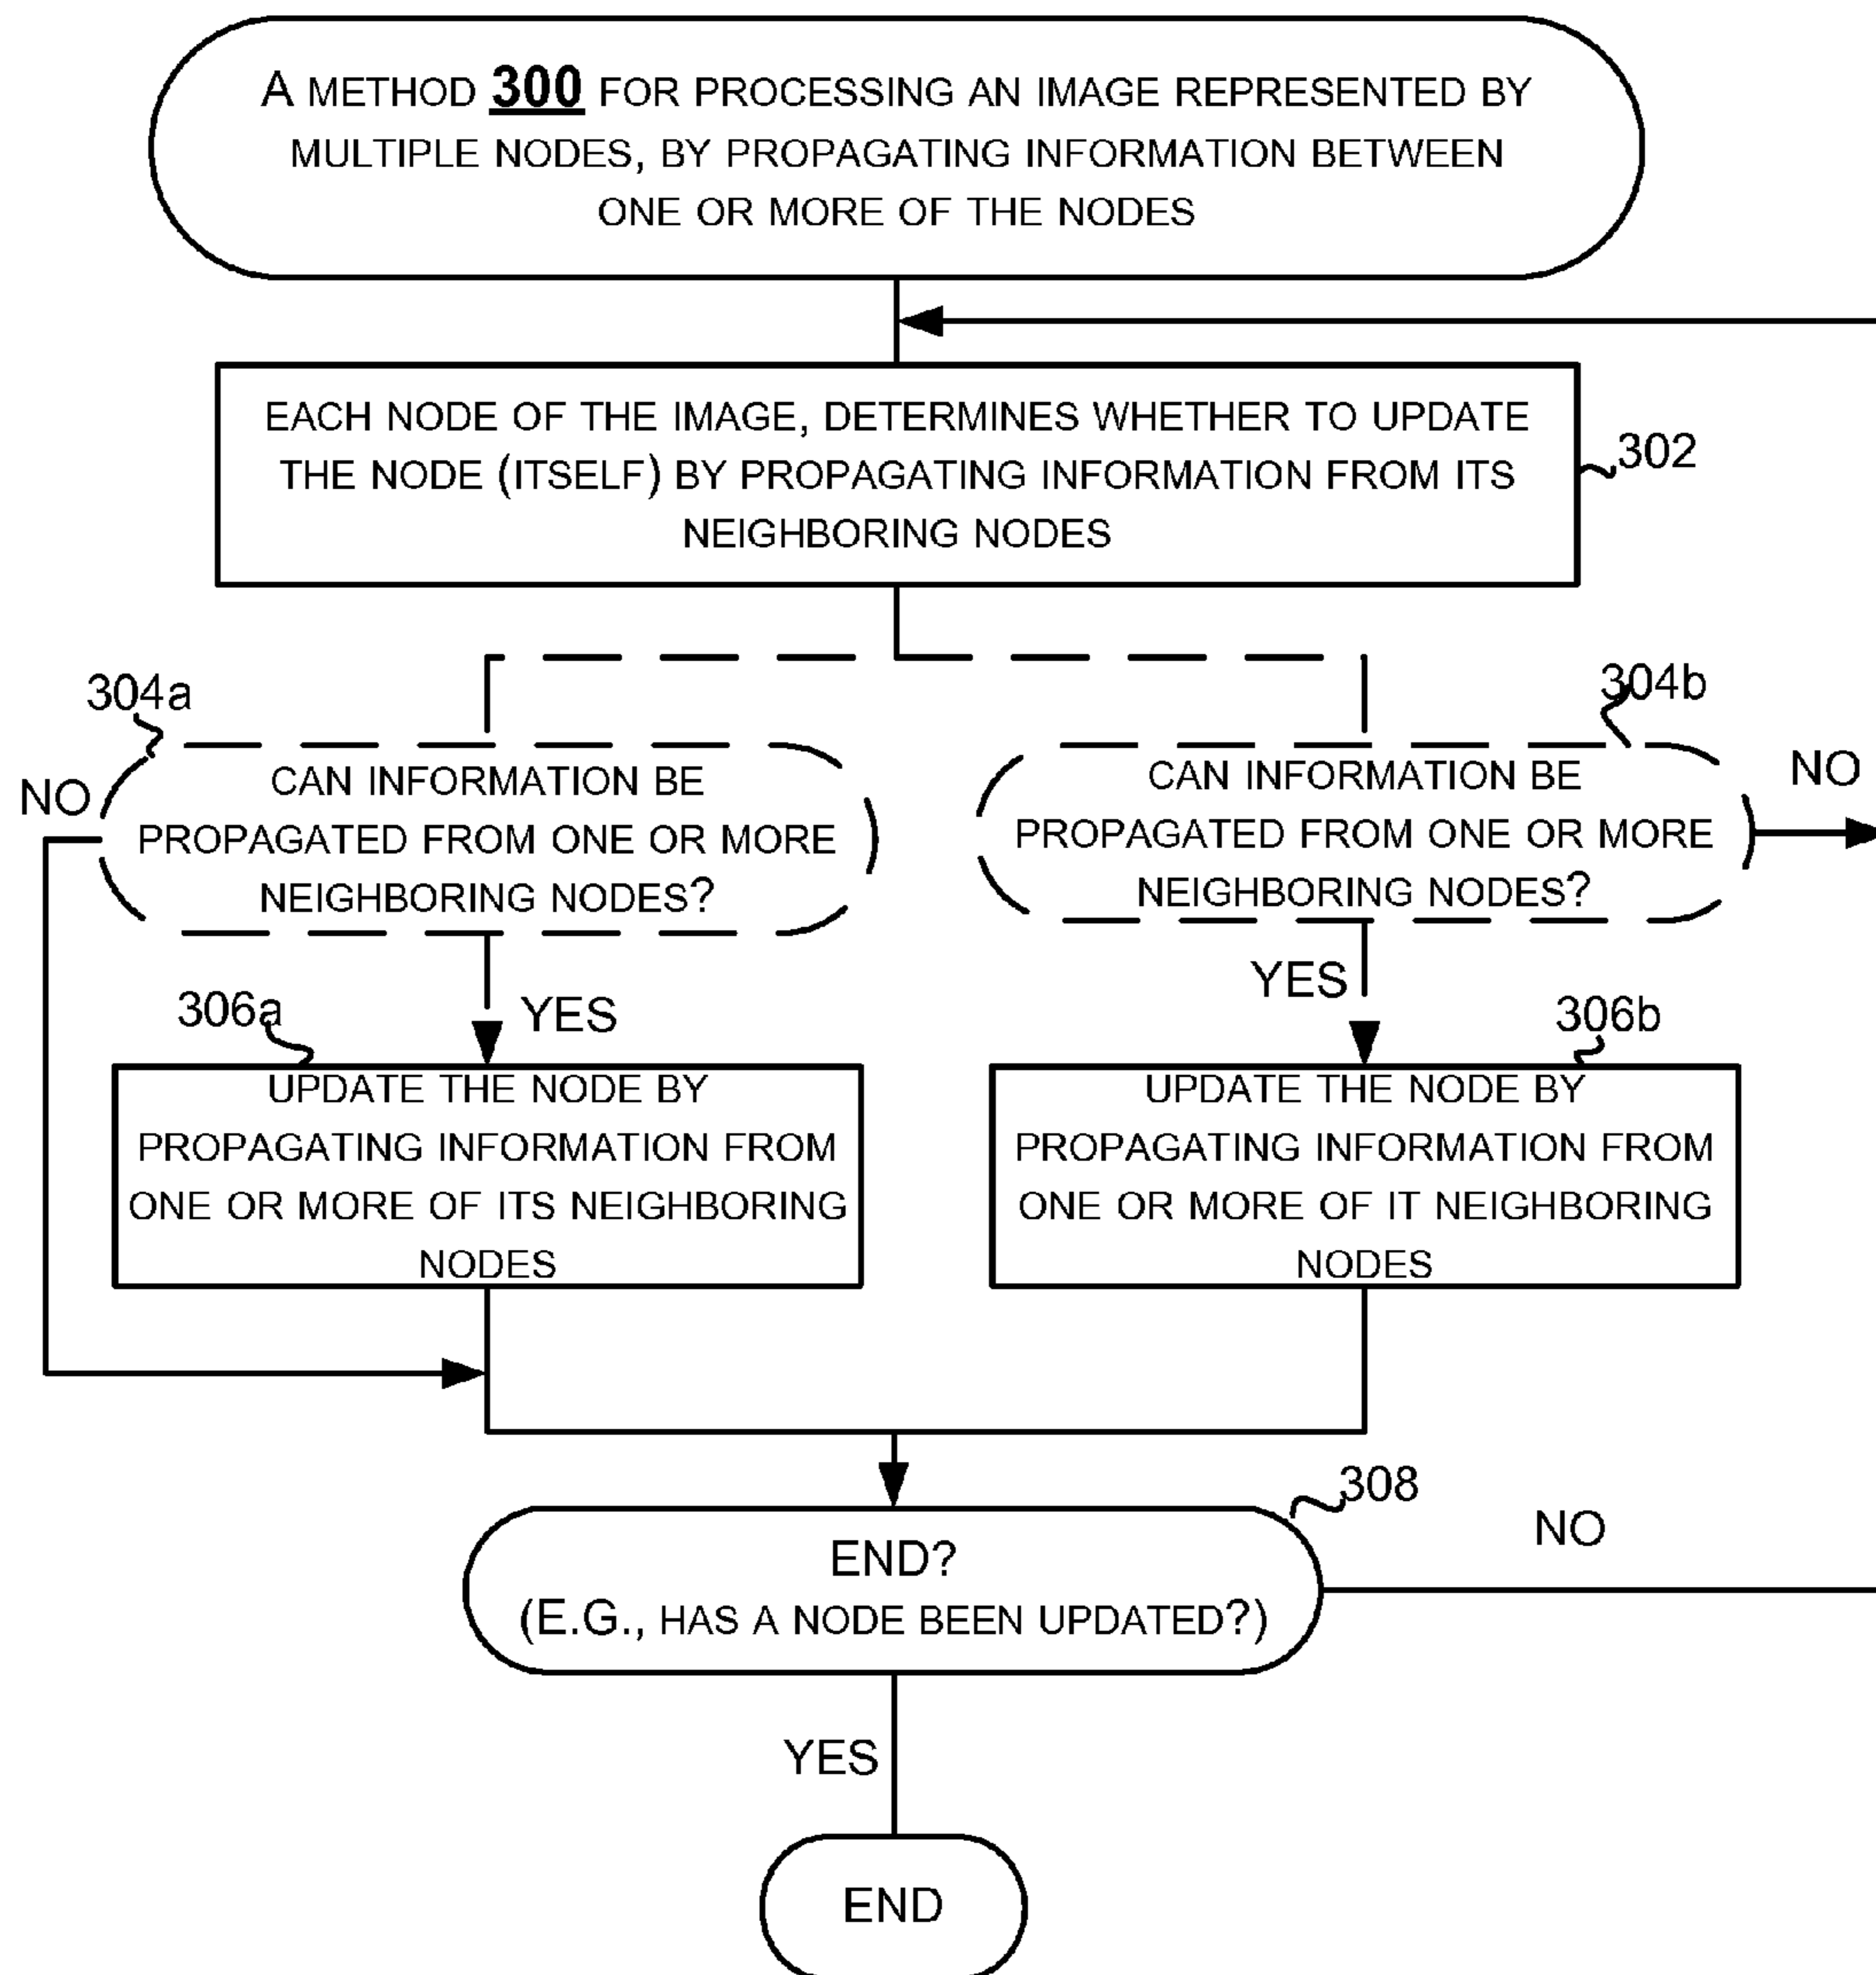 A METHOD 300 FOR PROCESSING AN IMAGE REPRESENTED BY
MULTIPLE NODES, BY PROPAGATING INFORMATION BETWEEN
ONE OR MORE OF THE NODES
EACH NODE OF THE IMAGE, DETERMINES WHETHER TO UPDATE
THE NODE (ITSELF) BY PROPAGATING INFORMATION FROM ITS
NEIGHBORING NODES
302
304a
304b
NO
CAN INFORMATION BE
PROPAGATED FROM ONE OR MORE
NEIGHBORING NODES?
CAN INFORMATION BE
PROPAGATED FROM ONE OR MORE
NEIGHBORING NODES?
NO
YES
YES
306a
306b
UPDATE THE NODE BY
PROPAGATING INFORMATION FROM
ONE OR MORE OF ITS NEIGHBORING
NODES
UPDATE THE NODE BY
PROPAGATING INFORMATION FROM
ONE OR MORE OF IT NEIGHBORING
NODES
308
END?
(E.G., HAS A NODE BEEN UPDATED?)
NO
YES
END